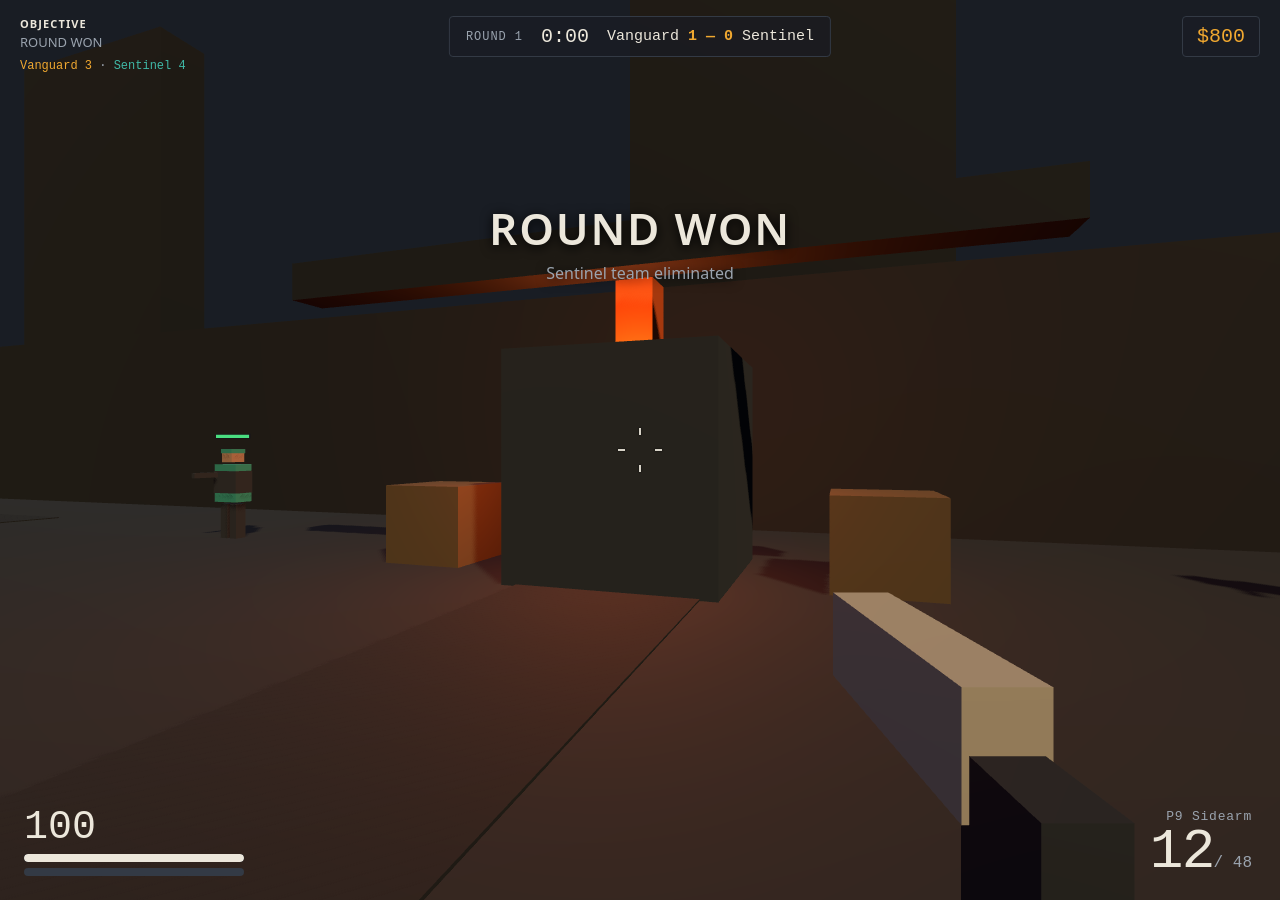 OBJECTIVE
ROUND WON
Vanguard 3 · Sentinel 4
ROUND 1 0:00 Vanguard 1 — 0 Sentinel
$800
ROUND WON
Sentinel team eliminated
100
P9 Sidearm
12 / 48